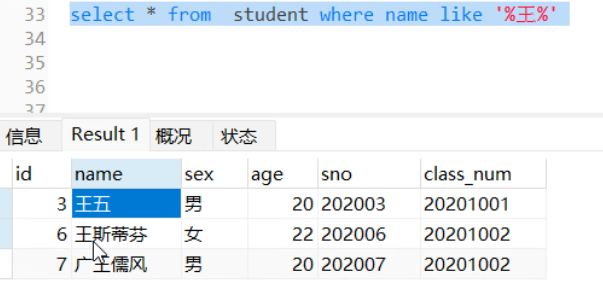 33 select * from student where name like '%王%'
34
35
36
37
信息 Result 1 概况 状态
id name sex age sno class_num
3 王五 男 20 202003 20201001
6 王斯蒂芬 女 22 202006 20201002
7 广王儒风 男 20 202007 20201002